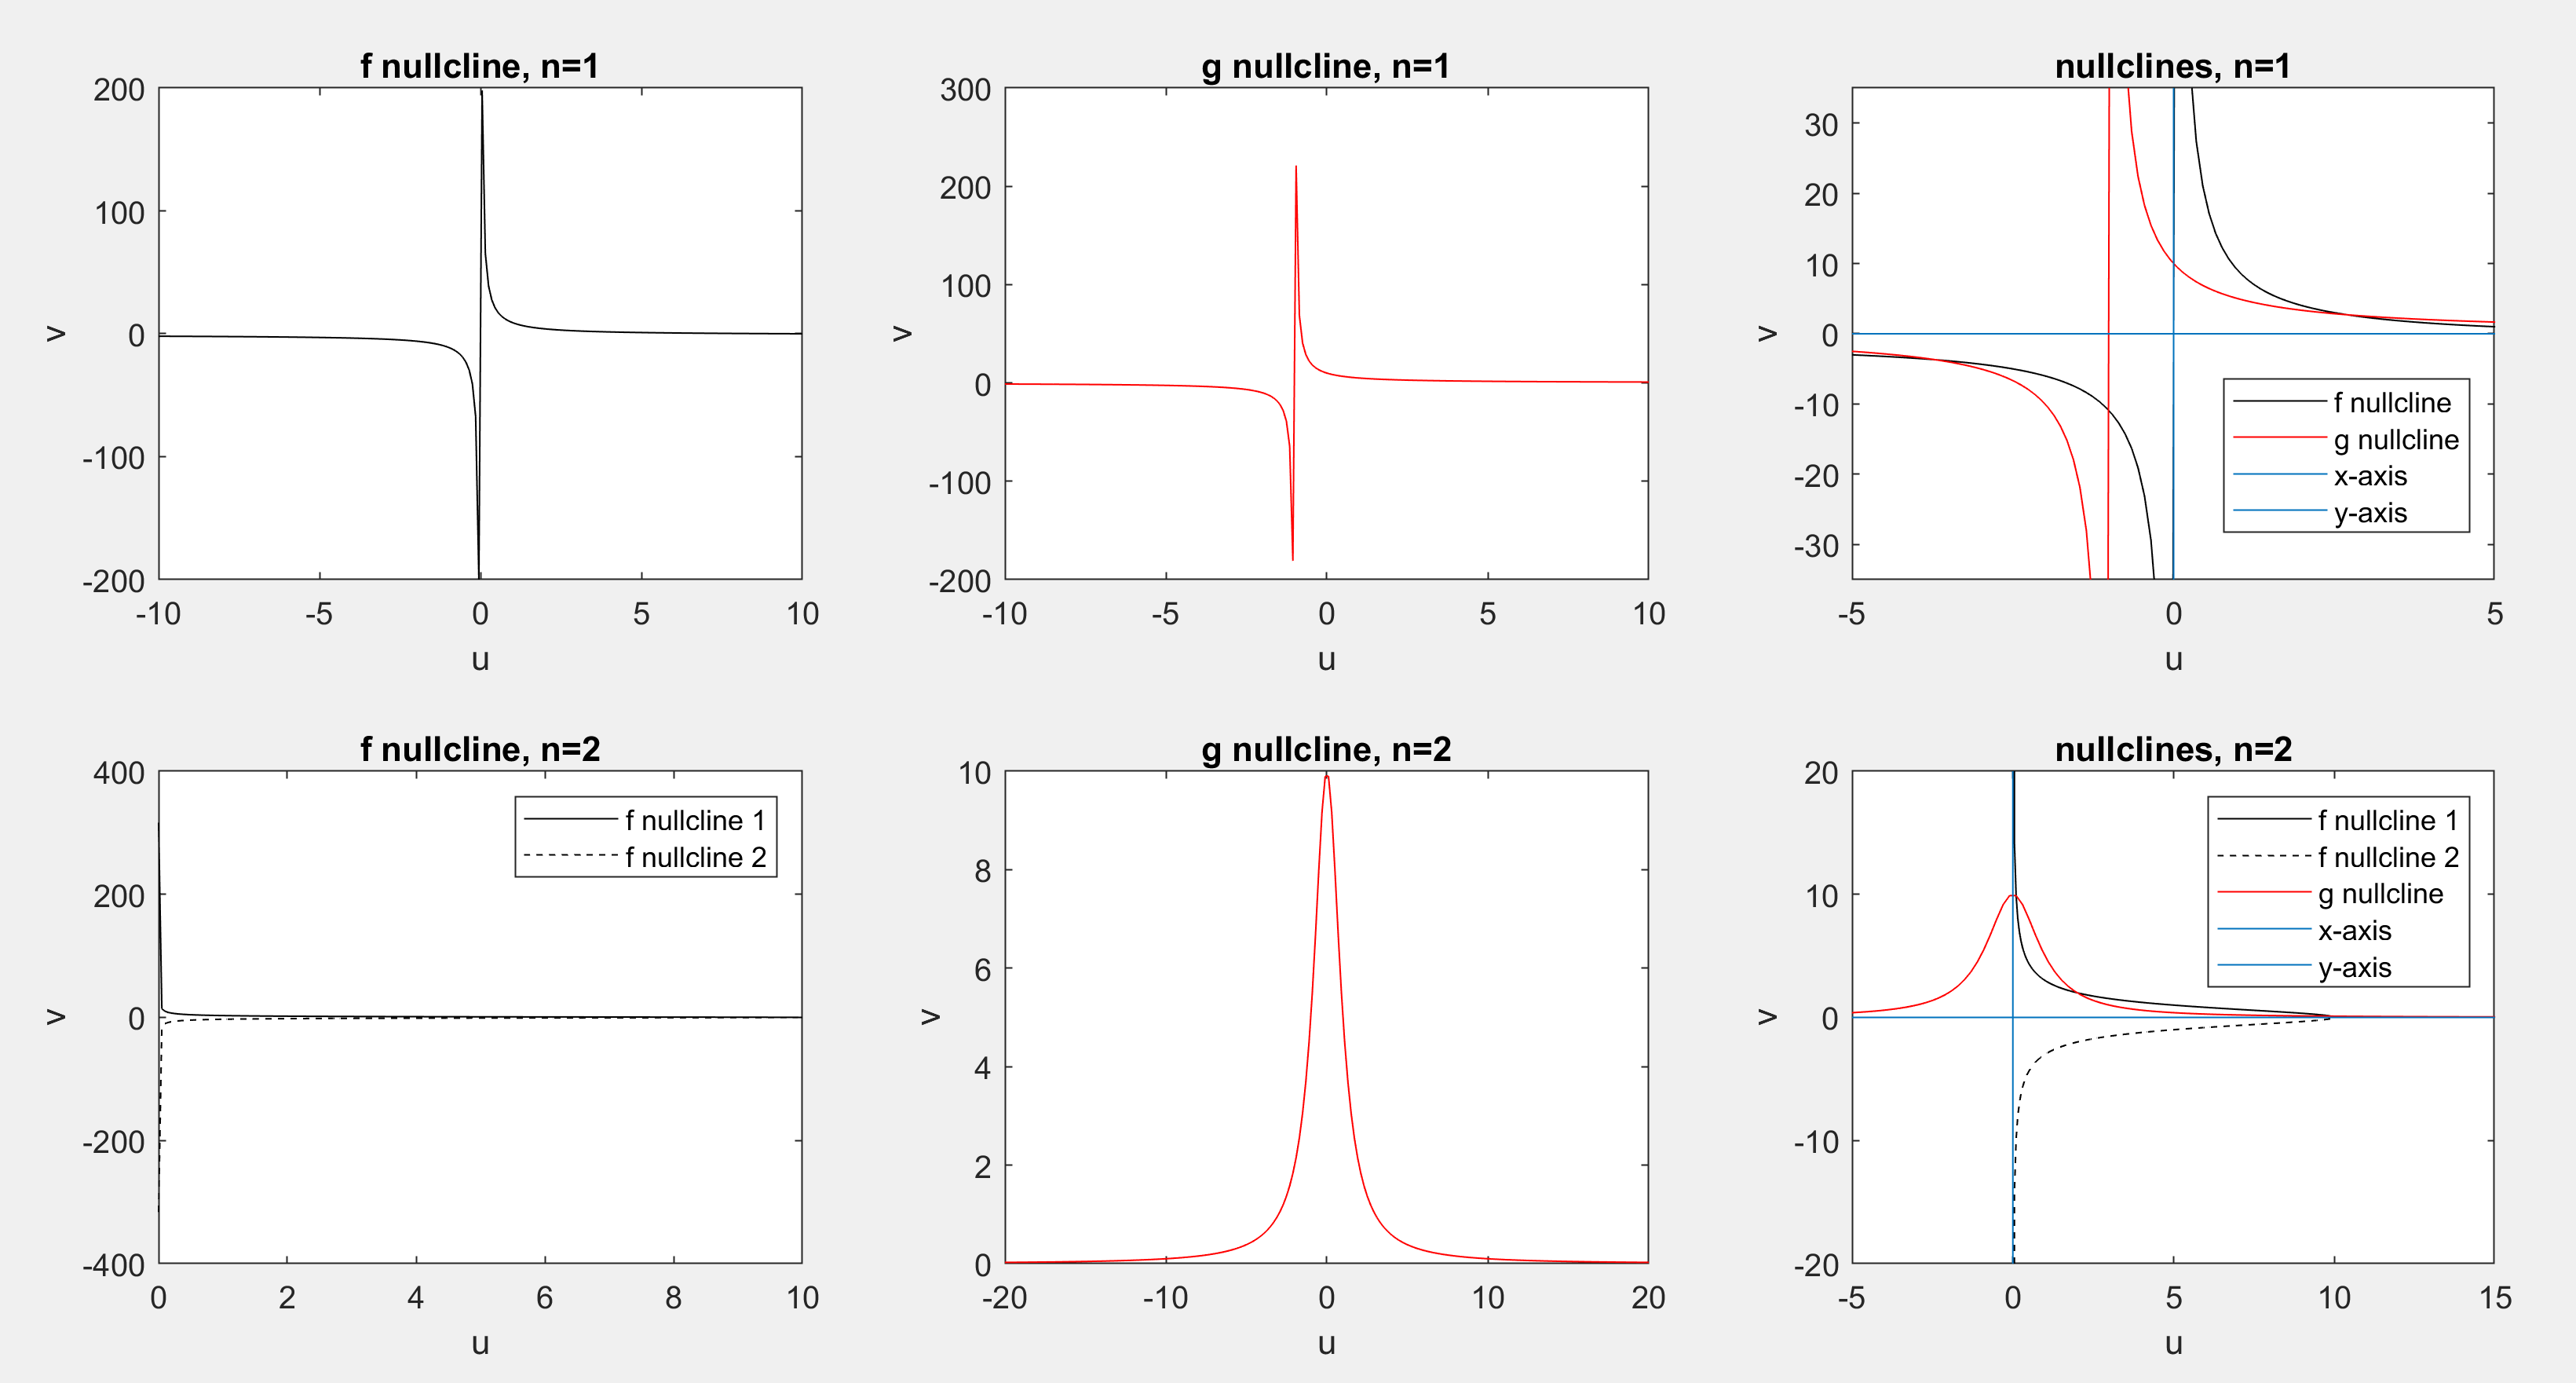 f nullcline, n=1
200
100
0
-100
-200
-10
-5
0
5
10
v
u
g nullcline, n=1
300
200
100
0
-100
-200
-10
-5
0
5
10
v
u
nullclines, n=1
30
20
10
0
-10
-20
-30
-5
0
5
v
u
f nullcline
g nullcline
x-axis
y-axis
f nullcline, n=2
400
200
0
-200
-400
0
2
4
6
8
10
v
u
f nullcline 1
f nullcline 2
g nullcline, n=2
10
8
6
4
2
0
-20
-10
0
10
20
v
u
nullclines, n=2
20
10
0
-10
-20
-5
0
5
10
15
v
u
f nullcline 1
f nullcline 2
g nullcline
x-axis
y-axis